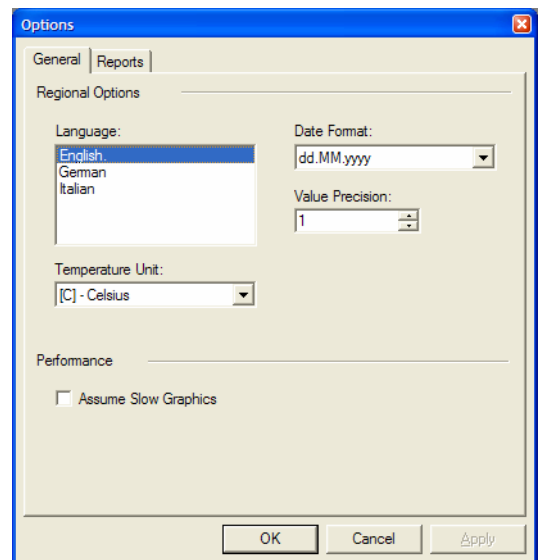 Options
General Reports
Regional Options
Language:
English.
German
Italian
Date Format:
dd.MM.yyyy
Value Precision:
1
Temperature Unit:
[C] - Celsius
Performance
Assume Slow Graphics
OK Cancel Apply